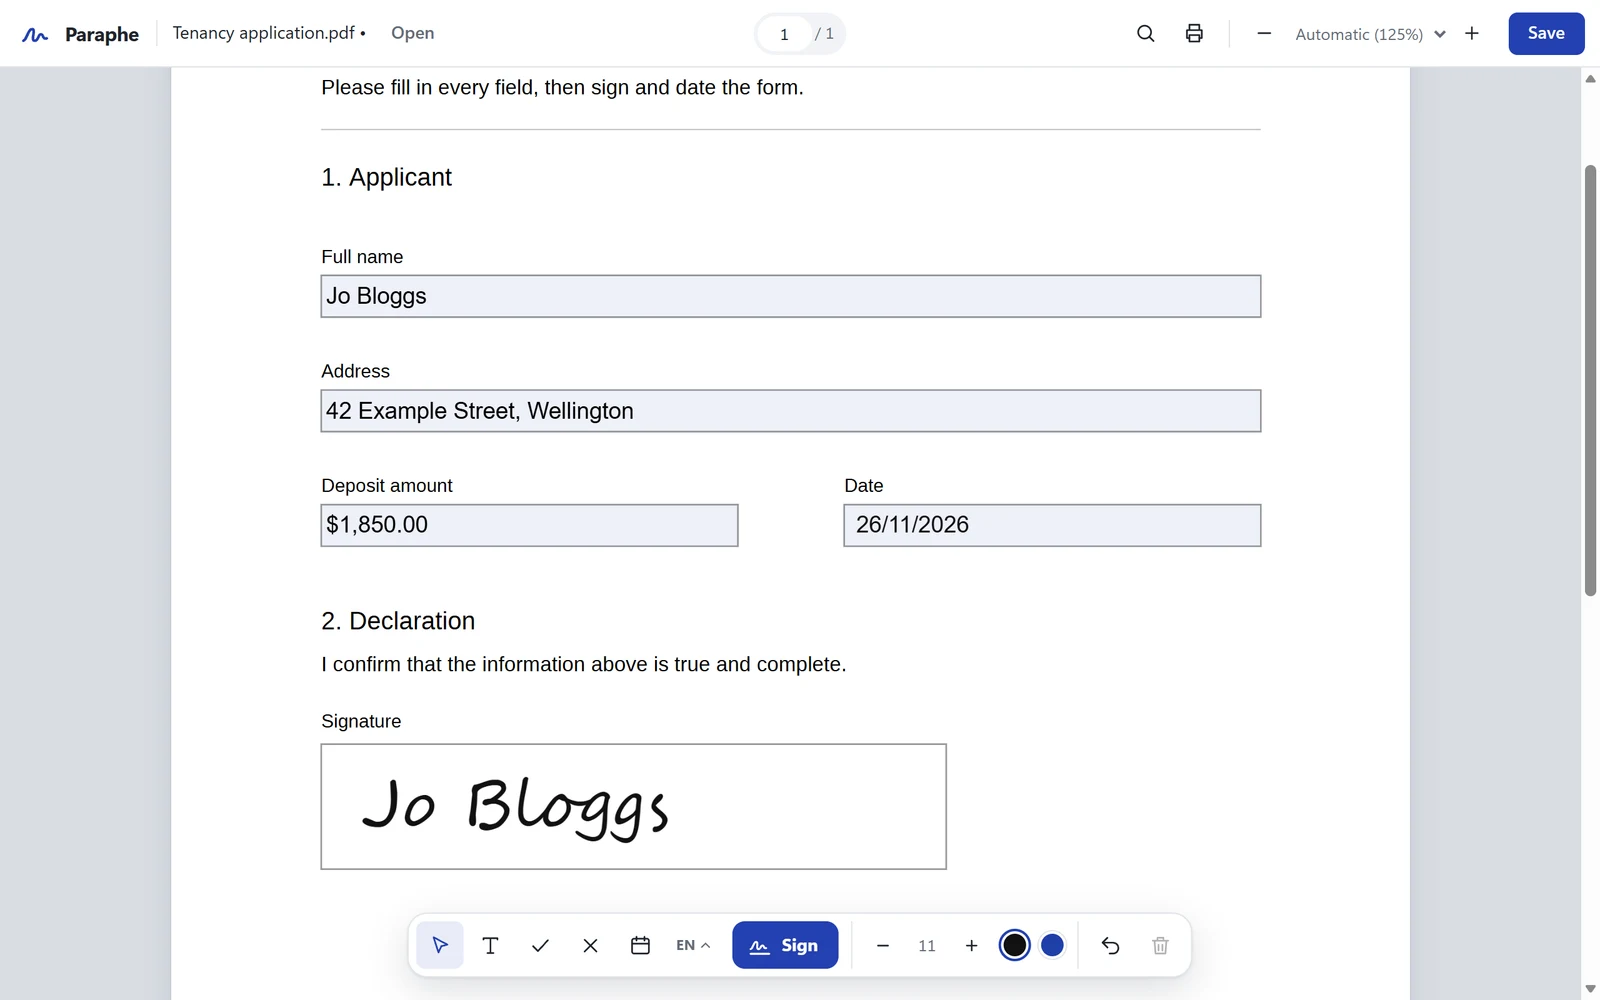 Paraphe
Tenancy application.pdf •
Open
1 / 1
Automatic (125%)
Save
Please fill in every field, then sign and date the form.
1. Applicant
Full name
Jo Bloggs
Address
42 Example Street, Wellington
Deposit amount
Date
$1,850.00
26/11/2026
2. Declaration
I confirm that the information above is true and complete.
Signature
Jo Bloggs
EN
Sign
11